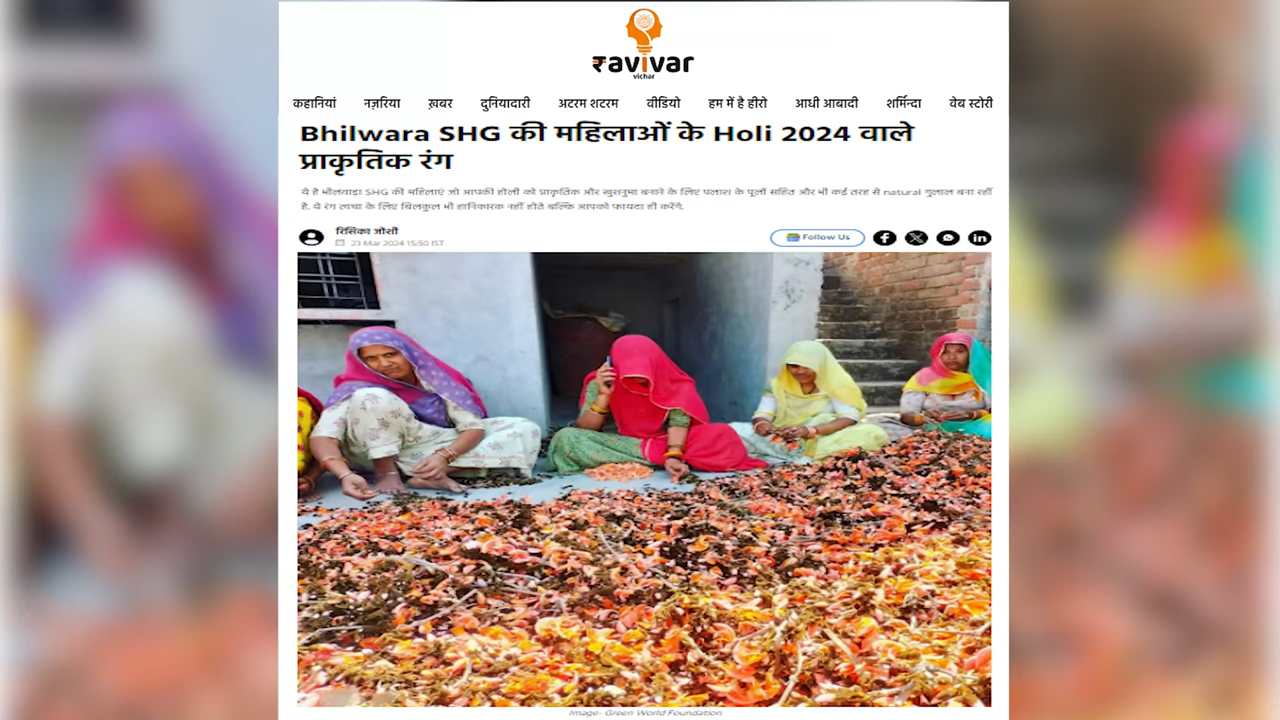 ₹avivar
vichar
कहानियां नज़रिया ख़बर दुनियादारी अटरम शटरम वीडियो हम में है हीरो आधी आबादी शर्मिन्दा वेब स्टोरी
Bhilwara SHG की महिलाओं के Holi 2024 वाले
प्राकृतिक रंग
ये है भीलवाड़ा SHG की महिलाएं जो आपकी होली को प्राकृतिक और खुशनुमा बनाने के लिए पलाश के फूलों सहित और भी कई तरह से natural गुलाल बना रहीं
है. ये रंग त्वचा के लिए बिलकुल भी हानिकारक नहीं होते बल्कि आपको फायदा ही करेंगे.
रिसिका जोशी
23 Mar 2024 15:50 IST
Follow Us
Image- Green World Foundation